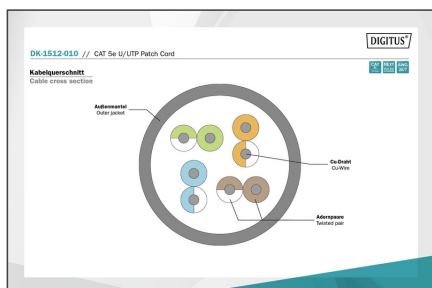 DIGITUS®
DK-1512-010 // CAT 5e U/UTP Patch Cord
Kabelquerschnitt
Cable cross section
Außenmantel
Outer jacket
Cu-Draht
Cu-Wire
Adernpaare
Twisted pair